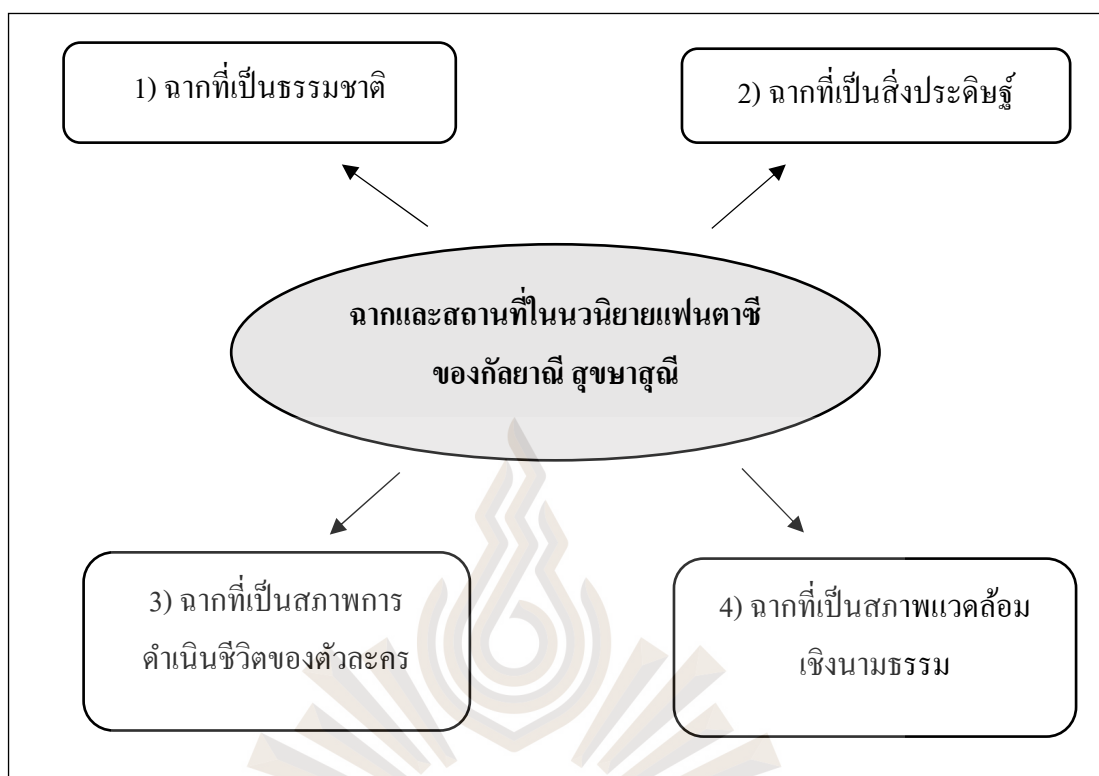 1) ฉากที่เป็นธรรมชาติ
2) ฉากที่เป็นสิ่งประดิษฐ์
ฉากและสถานที่ในนวนิยายแฟนตาซี
ของกัลยาณี สุขษาสุณี
3) ฉากที่เป็นสภาพการ
ดำเนินชีวิตของตัวละคร
4) ฉากที่เป็นสภาพแวดล้อม
เชิงนามธรรม